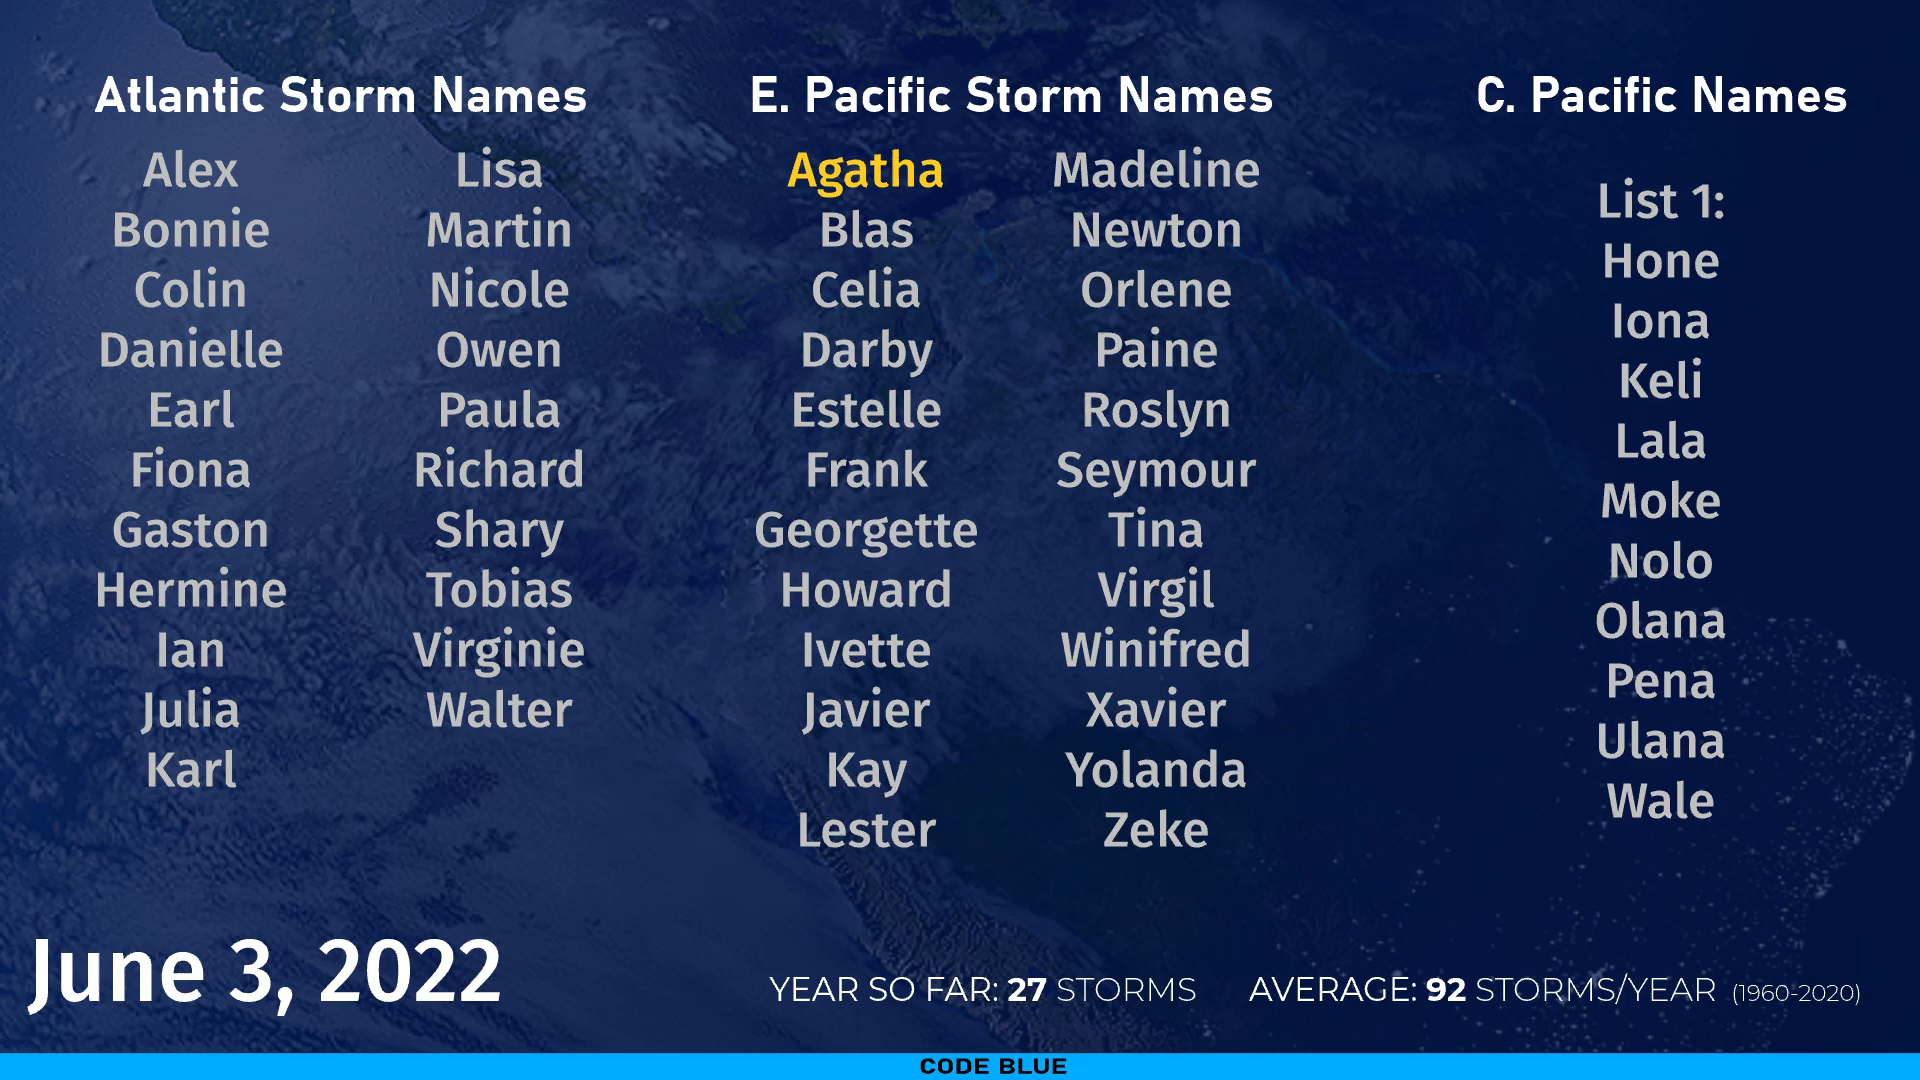 Atlantic Storm Names
Alex
Bonnie
Colin
Danielle
Earl
Fiona
Gaston
Hermine
Ian
Julia
Karl
Lisa
Martin
Nicole
Owen
Paula
Richard
Shary
Tobias
Virginie
Walter
E. Pacific Storm Names
Agatha
Blas
Celia
Darby
Estelle
Frank
Georgette
Howard
Ivette
Javier
Kay
Lester
Madeline
Newton
Orlene
Paine
Roslyn
Seymour
Tina
Virgil
Winifred
Xavier
Yolanda
Zeke
C. Pacific Names
List 1:
Hone
Iona
Keli
Lala
Moke
Nolo
Olana
Pena
Ulana
Wale
June 3, 2022
YEAR SO FAR: 27 STORMS
AVERAGE: 92 STORMS/YEAR (1960-2020)
CODE BLUE